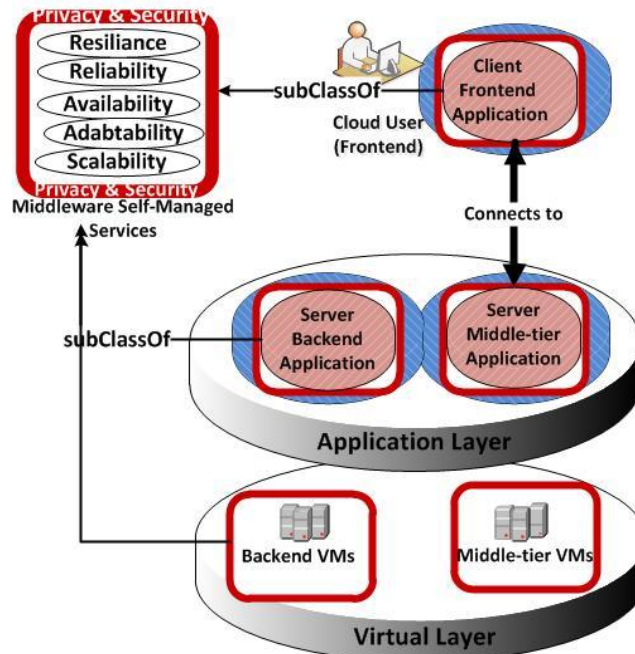 Privacy & Security
Resiliance
Reliability
Availability
Adabtability
Scalability
Privacy & Security
Middleware Self-Managed
Services
subClassOf
Cloud User
(Frontend)
Client
Frontend
Application
Connects to
subClassOf
Server
Backend
Application
Server
Middle-tier
Application
Application Layer
Backend VMs
Middle-tier VMs
Virtual Layer